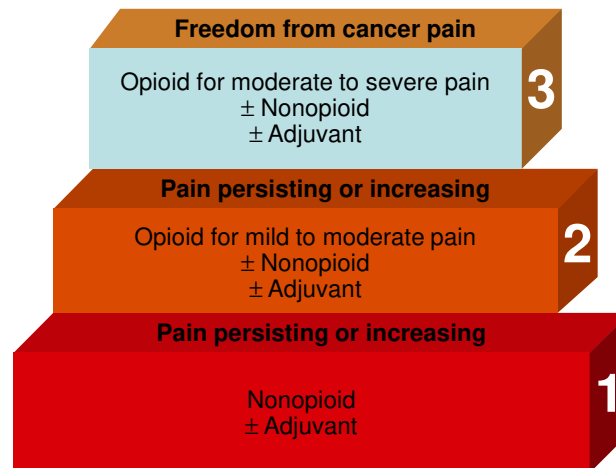 Freedom from cancer pain
Opioid for moderate to severe pain
± Nonopioid
± Adjuvant
3
Pain persisting or increasing
Opioid for mild to moderate pain
± Nonopioid
± Adjuvant
2
Pain persisting or increasing
Nonopioid
± Adjuvant
1